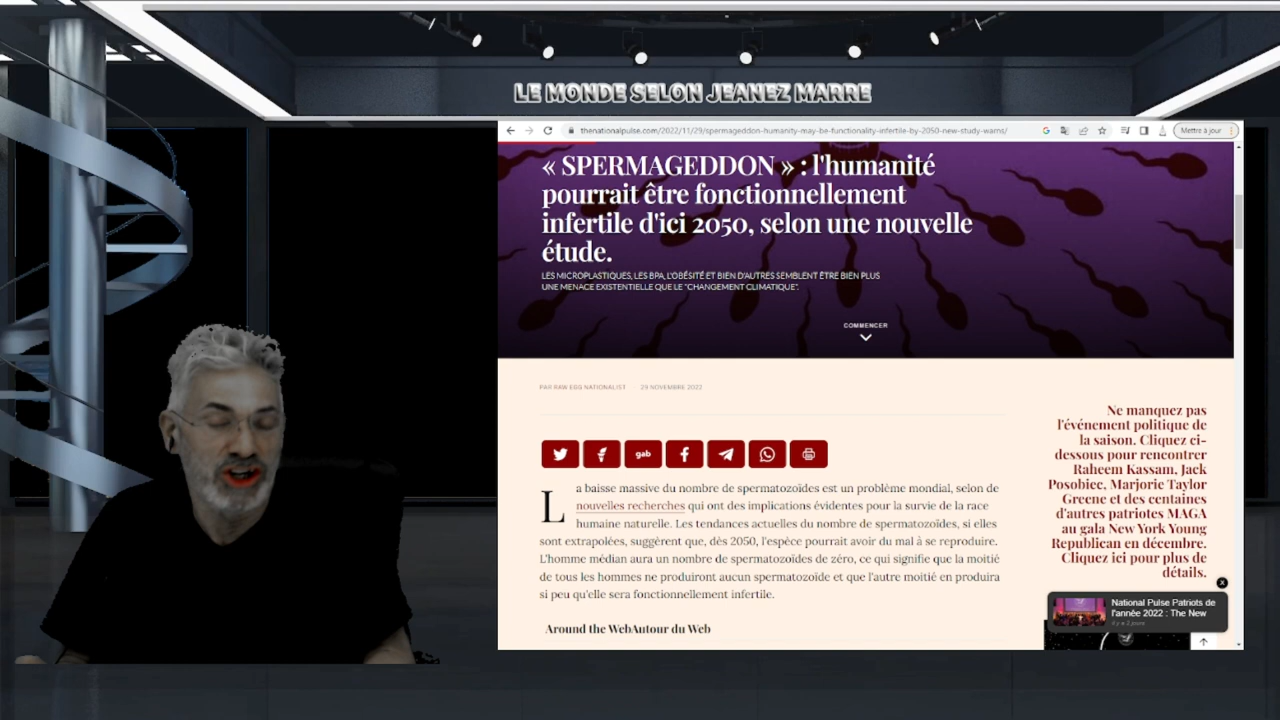 LE MONDE SELON JEANEZ MARRE
thenationalpulse.com/2022/11/29/spermageddon-humanity-may-be-functionality-infertile-by-2050-new-study-warns/
Mettre à jour
« SPERMAGEDDON » : l'humanité
pourrait être fonctionnellement
infertile d'ici 2050, selon une nouvelle
étude.
LES MICROPLASTIQUES, LES BPA, L'OBÉSITÉ ET BIEN D'AUTRES SEMBLENT ÊTRE BIEN PLUS
UNE MENACE EXISTENTIELLE QUE LE "CHANGEMENT CLIMATIQUE".
COMMENCER
PAR RAW EGG NATIONALIST 29 NOVEMBRE 2022
gab
La baisse massive du nombre de spermatozoïdes est un problème mondial, selon de
nouvelles recherches qui ont des implications évidentes pour la survie de la race
humaine naturelle. Les tendances actuelles du nombre de spermatozoïdes, si elles
sont extrapolées, suggèrent que, dès 2050, l'espèce pourrait avoir du mal à se reproduire.
L'homme médian aura un nombre de spermatozoïdes de zéro, ce qui signifie que la moitié
de tous les hommes ne produiront aucun spermatozoïde et que l'autre moitié en produira
si peu qu'elle sera fonctionnellement infertile.
Around the WebAutour du Web
Ne manquez pas
l'événement politique de
la saison. Cliquez ci-
dessous pour rencontrer
Raheem Kassam, Jack
Posobiec, Marjorie Taylor
Greene et des centaines
d'autres patriotes MAGA
au gala New York Young
Republican en décembre.
Cliquez ici pour plus de
détails.
National Pulse Patriots de
l'année 2022 : The New
il y a 2 jours